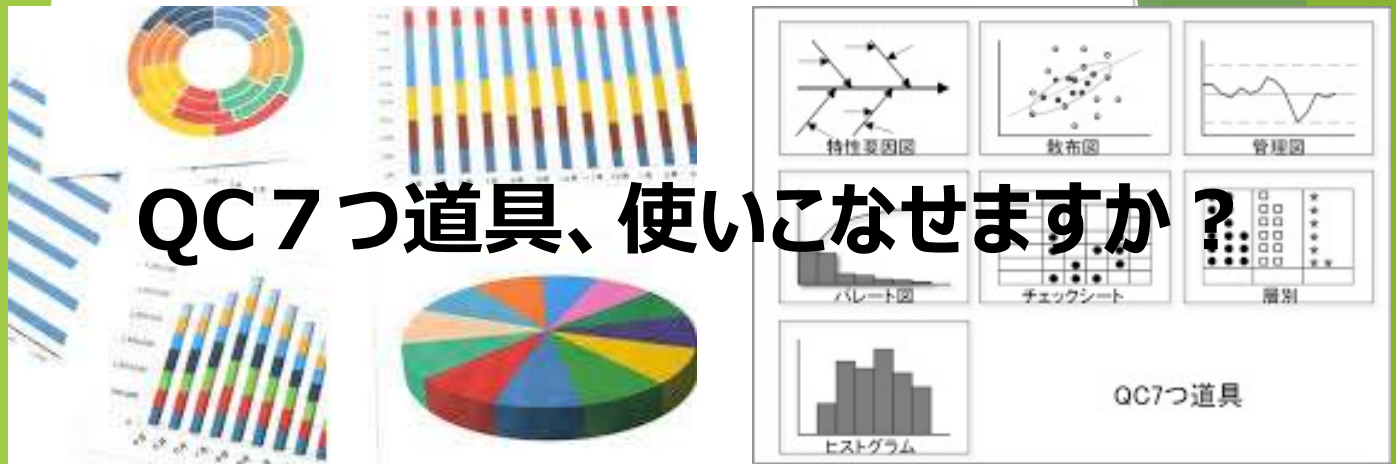 特性要因図
散布図
管理図
QC７つ道具、使いこなせますか？
パレート図
チェックシート
層別
ヒストグラム
QC7つ道具